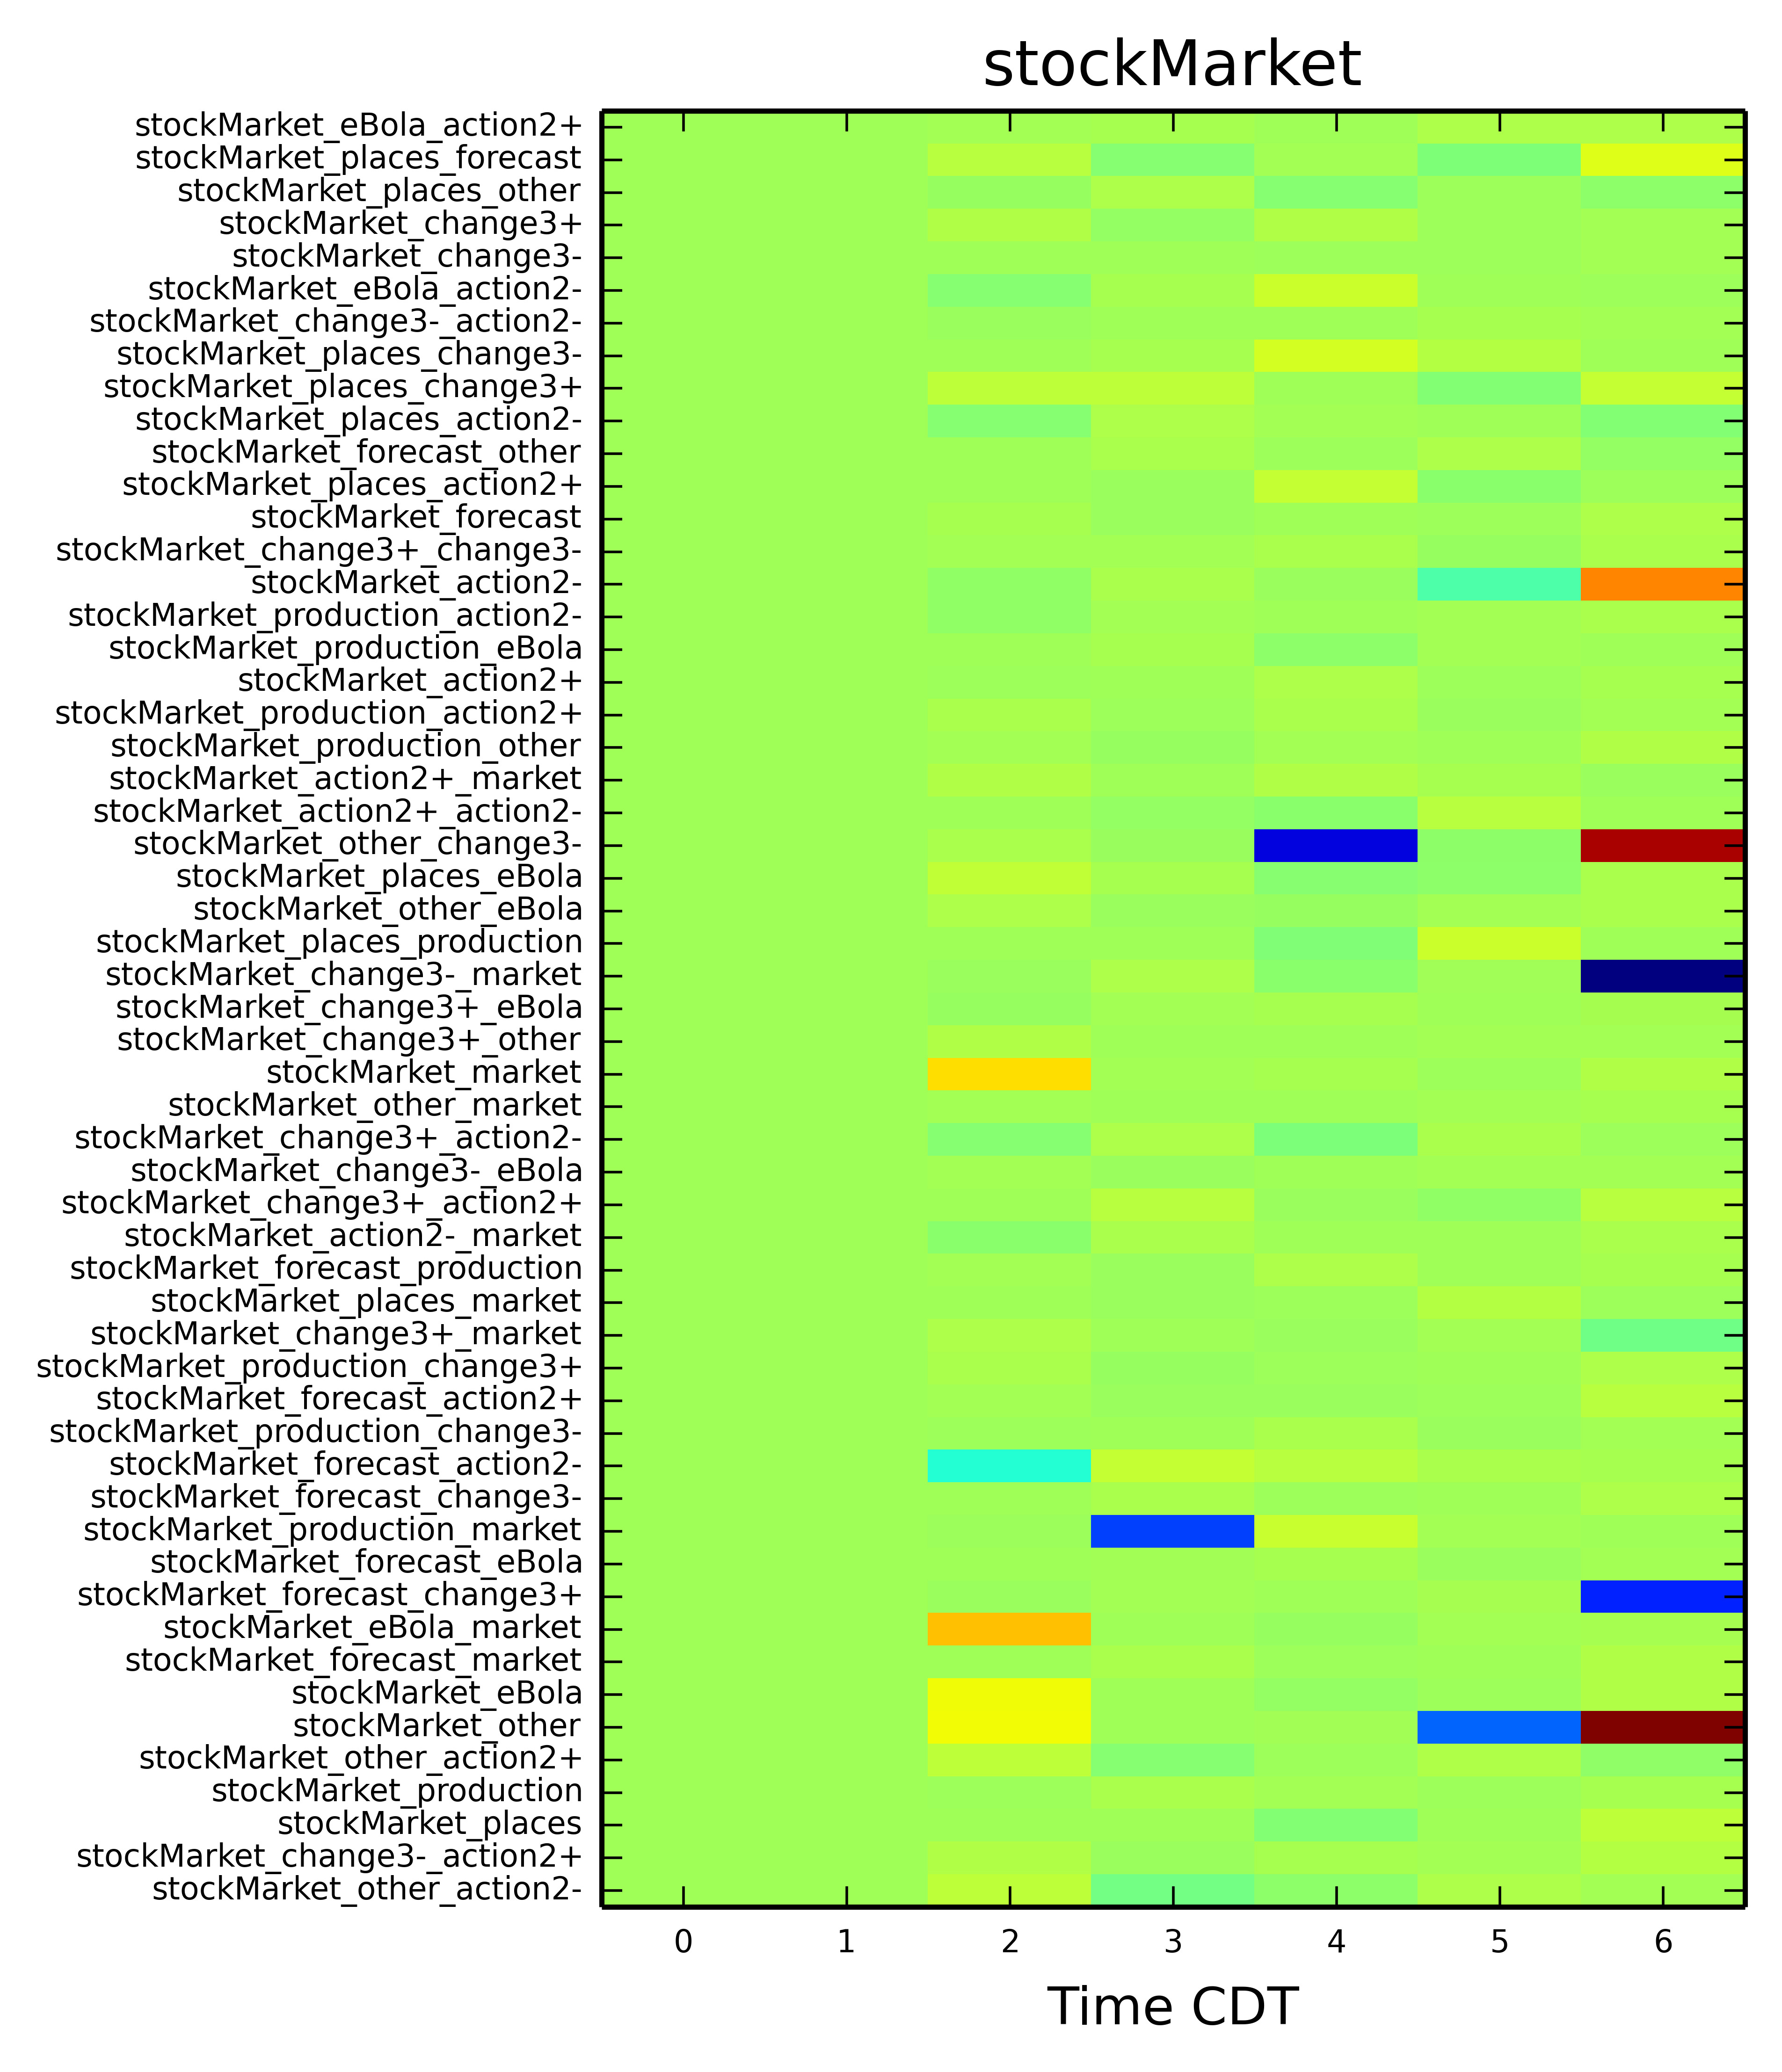 stockMarket
stockMarket_eBola_action2+
stockMarket_places_forecast
stockMarket_places_other
stockMarket_change3+
stockMarket_change3-
stockMarket_eBola_action2-
stockMarket_change3-_action2-
stockMarket_places_change3-
stockMarket_places_change3+
stockMarket_places_action2-
stockMarket_forecast_other
stockMarket_places_action2+
stockMarket_forecast
stockMarket_change3+_change3-
stockMarket_action2-
stockMarket_production_action2-
stockMarket_production_eBola
stockMarket_action2+
stockMarket_production_action2+
stockMarket_production_other
stockMarket_action2+_market
stockMarket_action2+_action2-
stockMarket_other_change3-
stockMarket_places_eBola
stockMarket_other_eBola
stockMarket_places_production
stockMarket_change3-_market
stockMarket_change3+_eBola
stockMarket_change3+_other
stockMarket_market
stockMarket_other_market
stockMarket_change3+_action2-
stockMarket_change3-_eBola
stockMarket_change3+_action2+
stockMarket_action2-_market
stockMarket_forecast_production
stockMarket_places_market
stockMarket_change3+_market
stockMarket_production_change3+
stockMarket_forecast_action2+
stockMarket_production_change3-
stockMarket_forecast_action2-
stockMarket_forecast_change3-
stockMarket_production_market
stockMarket_forecast_eBola
stockMarket_forecast_change3+
stockMarket_eBola_market
stockMarket_forecast_market
stockMarket_eBola
stockMarket_other
stockMarket_other_action2+
stockMarket_production
stockMarket_places
stockMarket_change3-_action2+
stockMarket_other_action2-
0 1 2 3 4 5 6
Time CDT